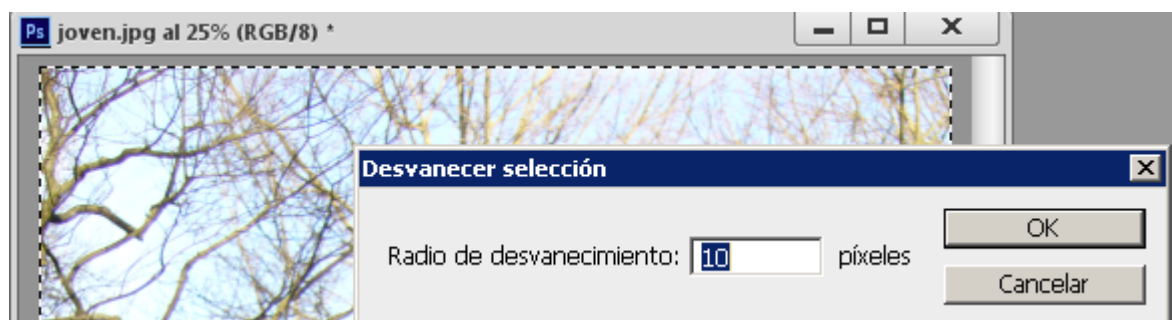 Ps joven.jpg al 25% (RGB/8) *
Desvanecer selección
Radio de desvanecimiento: 10 píxeles
OK
Cancelar